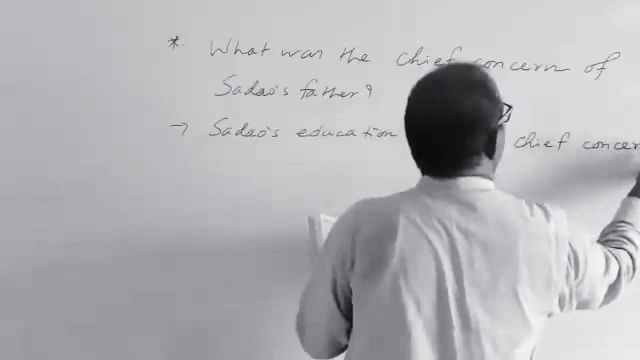 * What was the chief concern of
Sadao's father?
→ Sadao's education chief concer